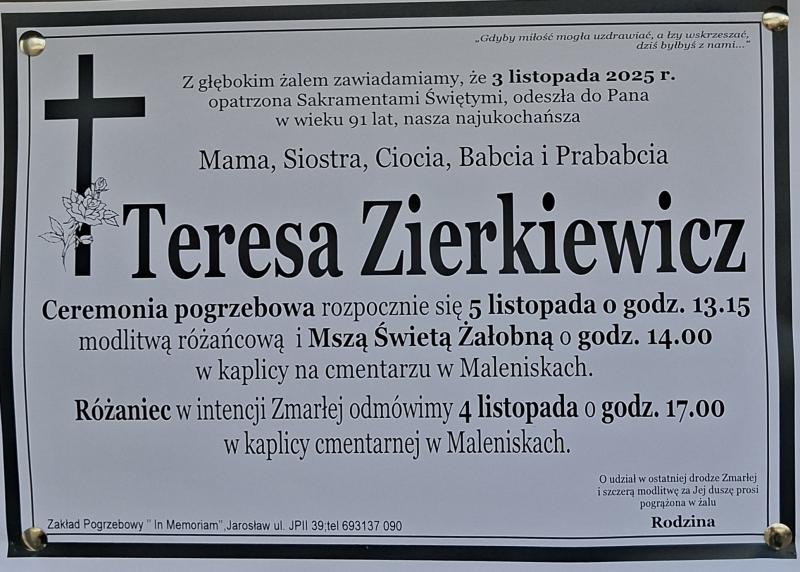 „Gdyby miłość mogła uzdrawiać, a łzy wskrzeszać,
dziś byłbyś z nami..."
Z głębokim żalem zawiadamiamy, że 3 listopada 2025 r.
opatrzona Sakramentami Świętymi, odeszła do Pana
w wieku 91 lat, nasza najukochańsza
Mama, Siostra, Ciocia, Babcia i Prababcia
Teresa Zierkiewicz
Ceremonia pogrzebowa rozpocznie się 5 listopada o godz. 13.15
modlitwą różańcową i Mszą Świetą Żałobną o godz. 14.00
w kaplicy na cmentarzu w Maleniskach.
Różaniec w intencji Zmarłej odmówimy 4 listopada o godz. 17.00
w kaplicy cmentarnej w Maleniskach.
O udział w ostatniej drodze Zmarłej
i szczerą modlitwę za Jej duszę prosi
pogrążona w żalu
Rodzina
Zakład Pogrzebowy " In Memoriam",Jarosław ul. JPII 39;tel 693137 090